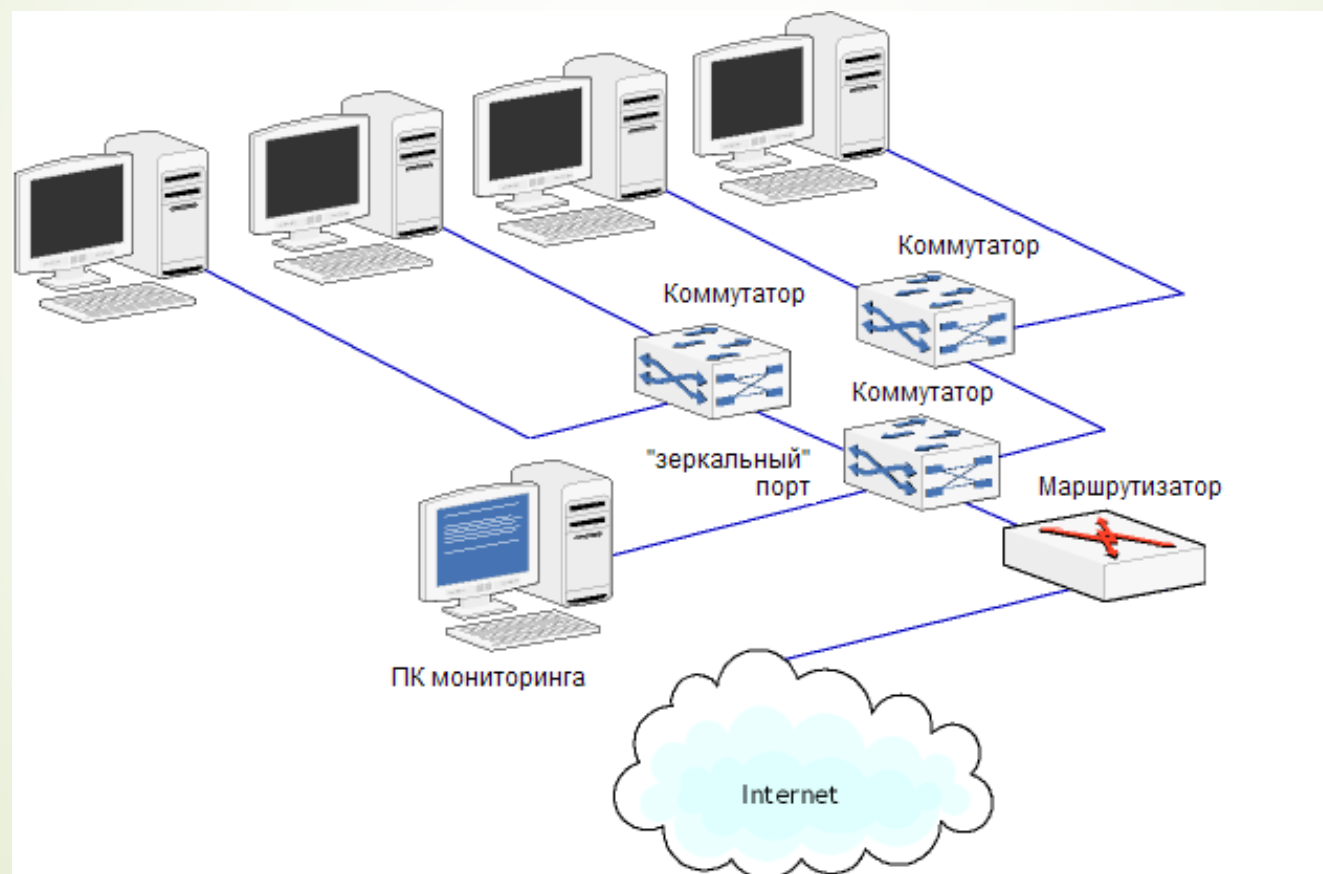 Коммутатор
Коммутатор
Коммутатор
"зеркальный"
порт
Маршрутизатор
ПК мониторинга
Internet